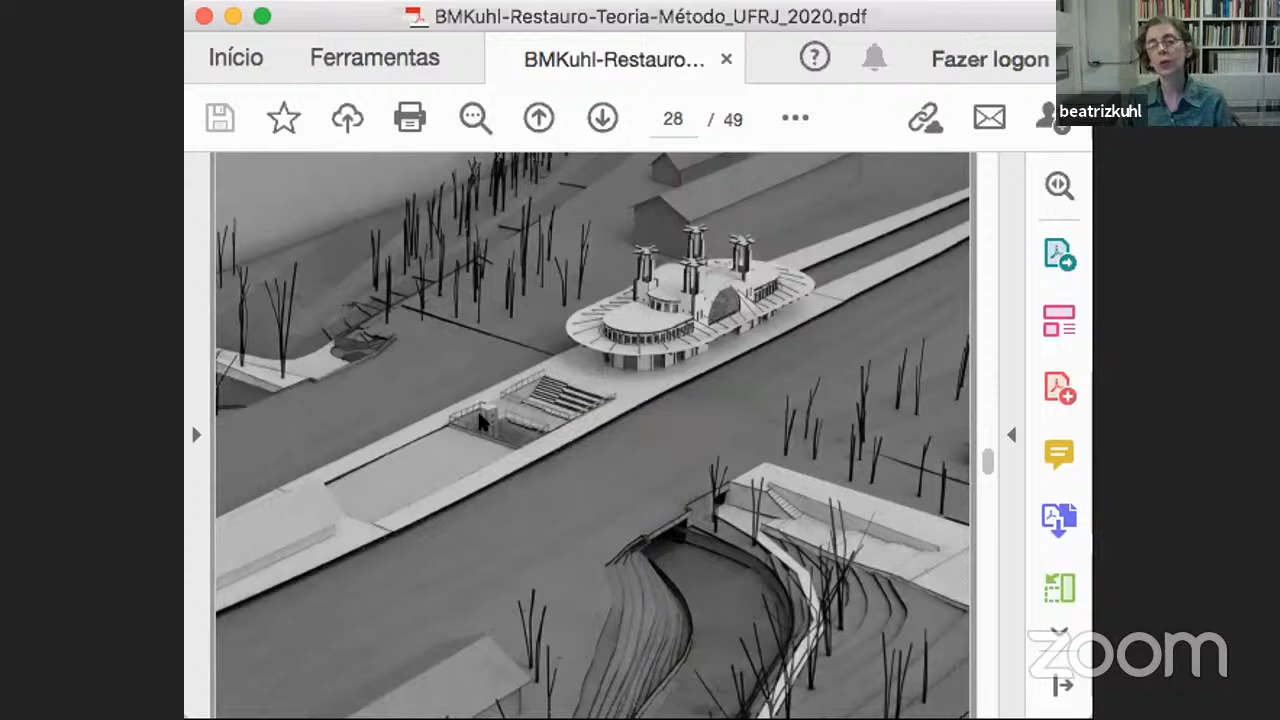 BMKuhl-Restauro-Teoria-Método_UFRJ_2020.pdf
Início
Ferramentas
BMKuhl-Restauro...
Fazer logon
28 / 49
beatrizkuhl
zoom